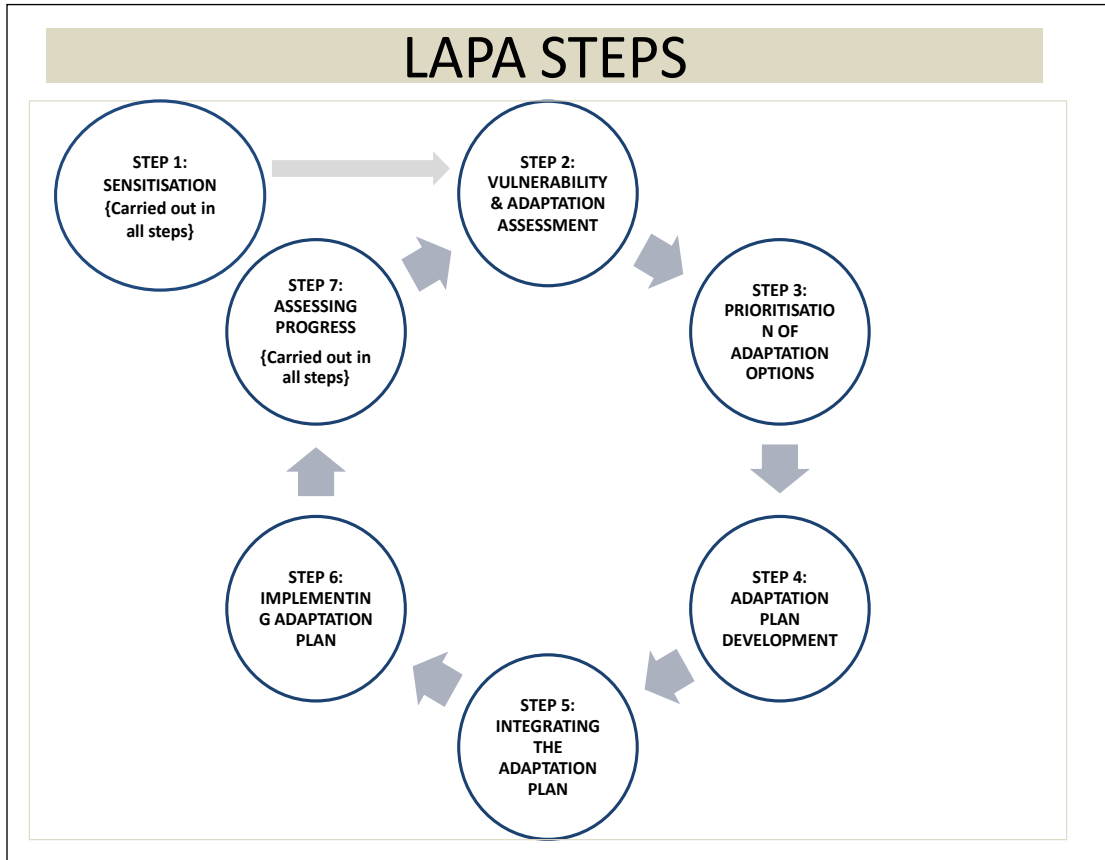 LAPA STEPS
STEP 1:
SENSITISATION
{Carried out in
all steps}
STEP 2:
VULNERABILITY
& ADAPTATION
ASSESSMENT
STEP 3:
PRIORITISATIO
N OF
ADAPTATION
OPTIONS
STEP 4:
ADAPTATION
PLAN
DEVELOPMENT
STEP 5:
INTEGRATING
THE
ADAPTATION
PLAN
STEP 6:
IMPLEMENTIN
G ADAPTATION
PLAN
STEP 7:
ASSESSING
PROGRESS
{Carried out in
all steps}